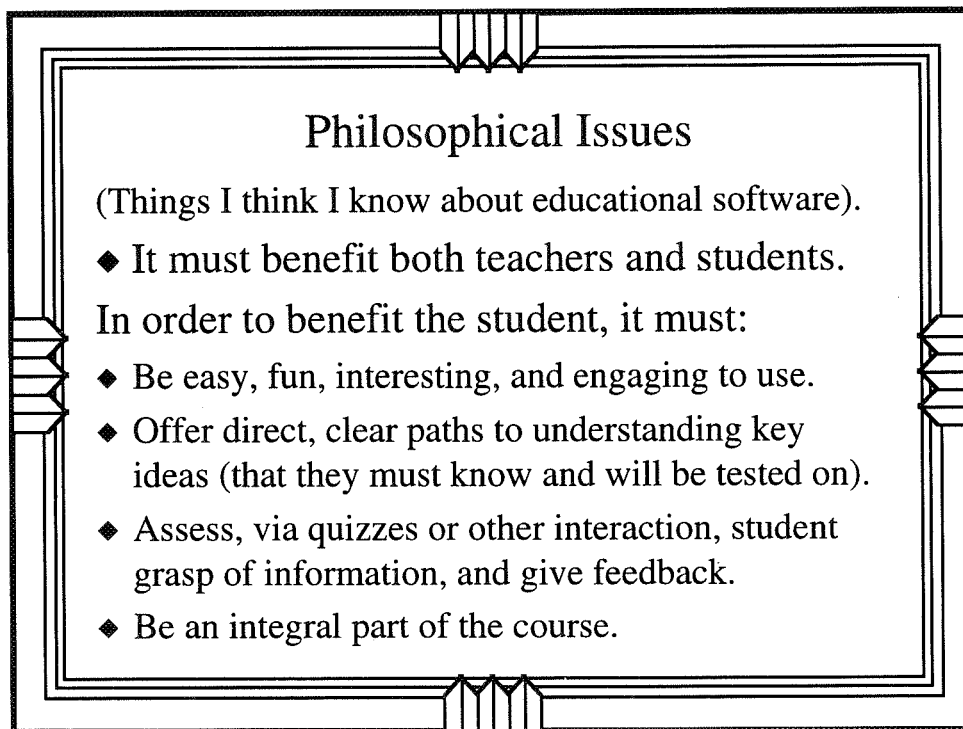 Philosophical Issues
(Things I think I know about educational software).
◆ It must benefit both teachers and students.
In order to benefit the student, it must:
◆ Be easy, fun, interesting, and engaging to use.
◆ Offer direct, clear paths to understanding key
ideas (that they must know and will be tested on).
◆ Assess, via quizzes or other interaction, student
grasp of information, and give feedback.
◆ Be an integral part of the course.